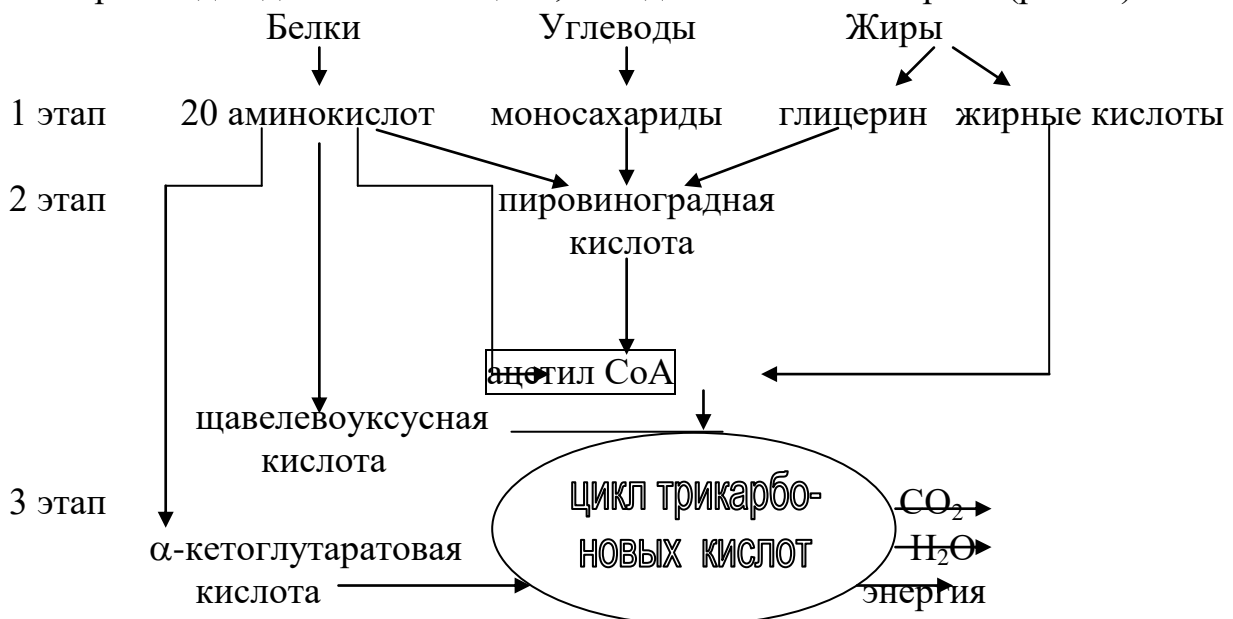 Белки Углеводы Жиры
1 этап 20 аминокислот моносахариды глицерин жирные кислоты
2 этап пировиноградная
кислота
ацетил СоА
щавелевоуксусная
кислота
3 этап цикл трикарбо- CO₂
α-кетоглутаратовая новых кислот H₂O
кислота энергия